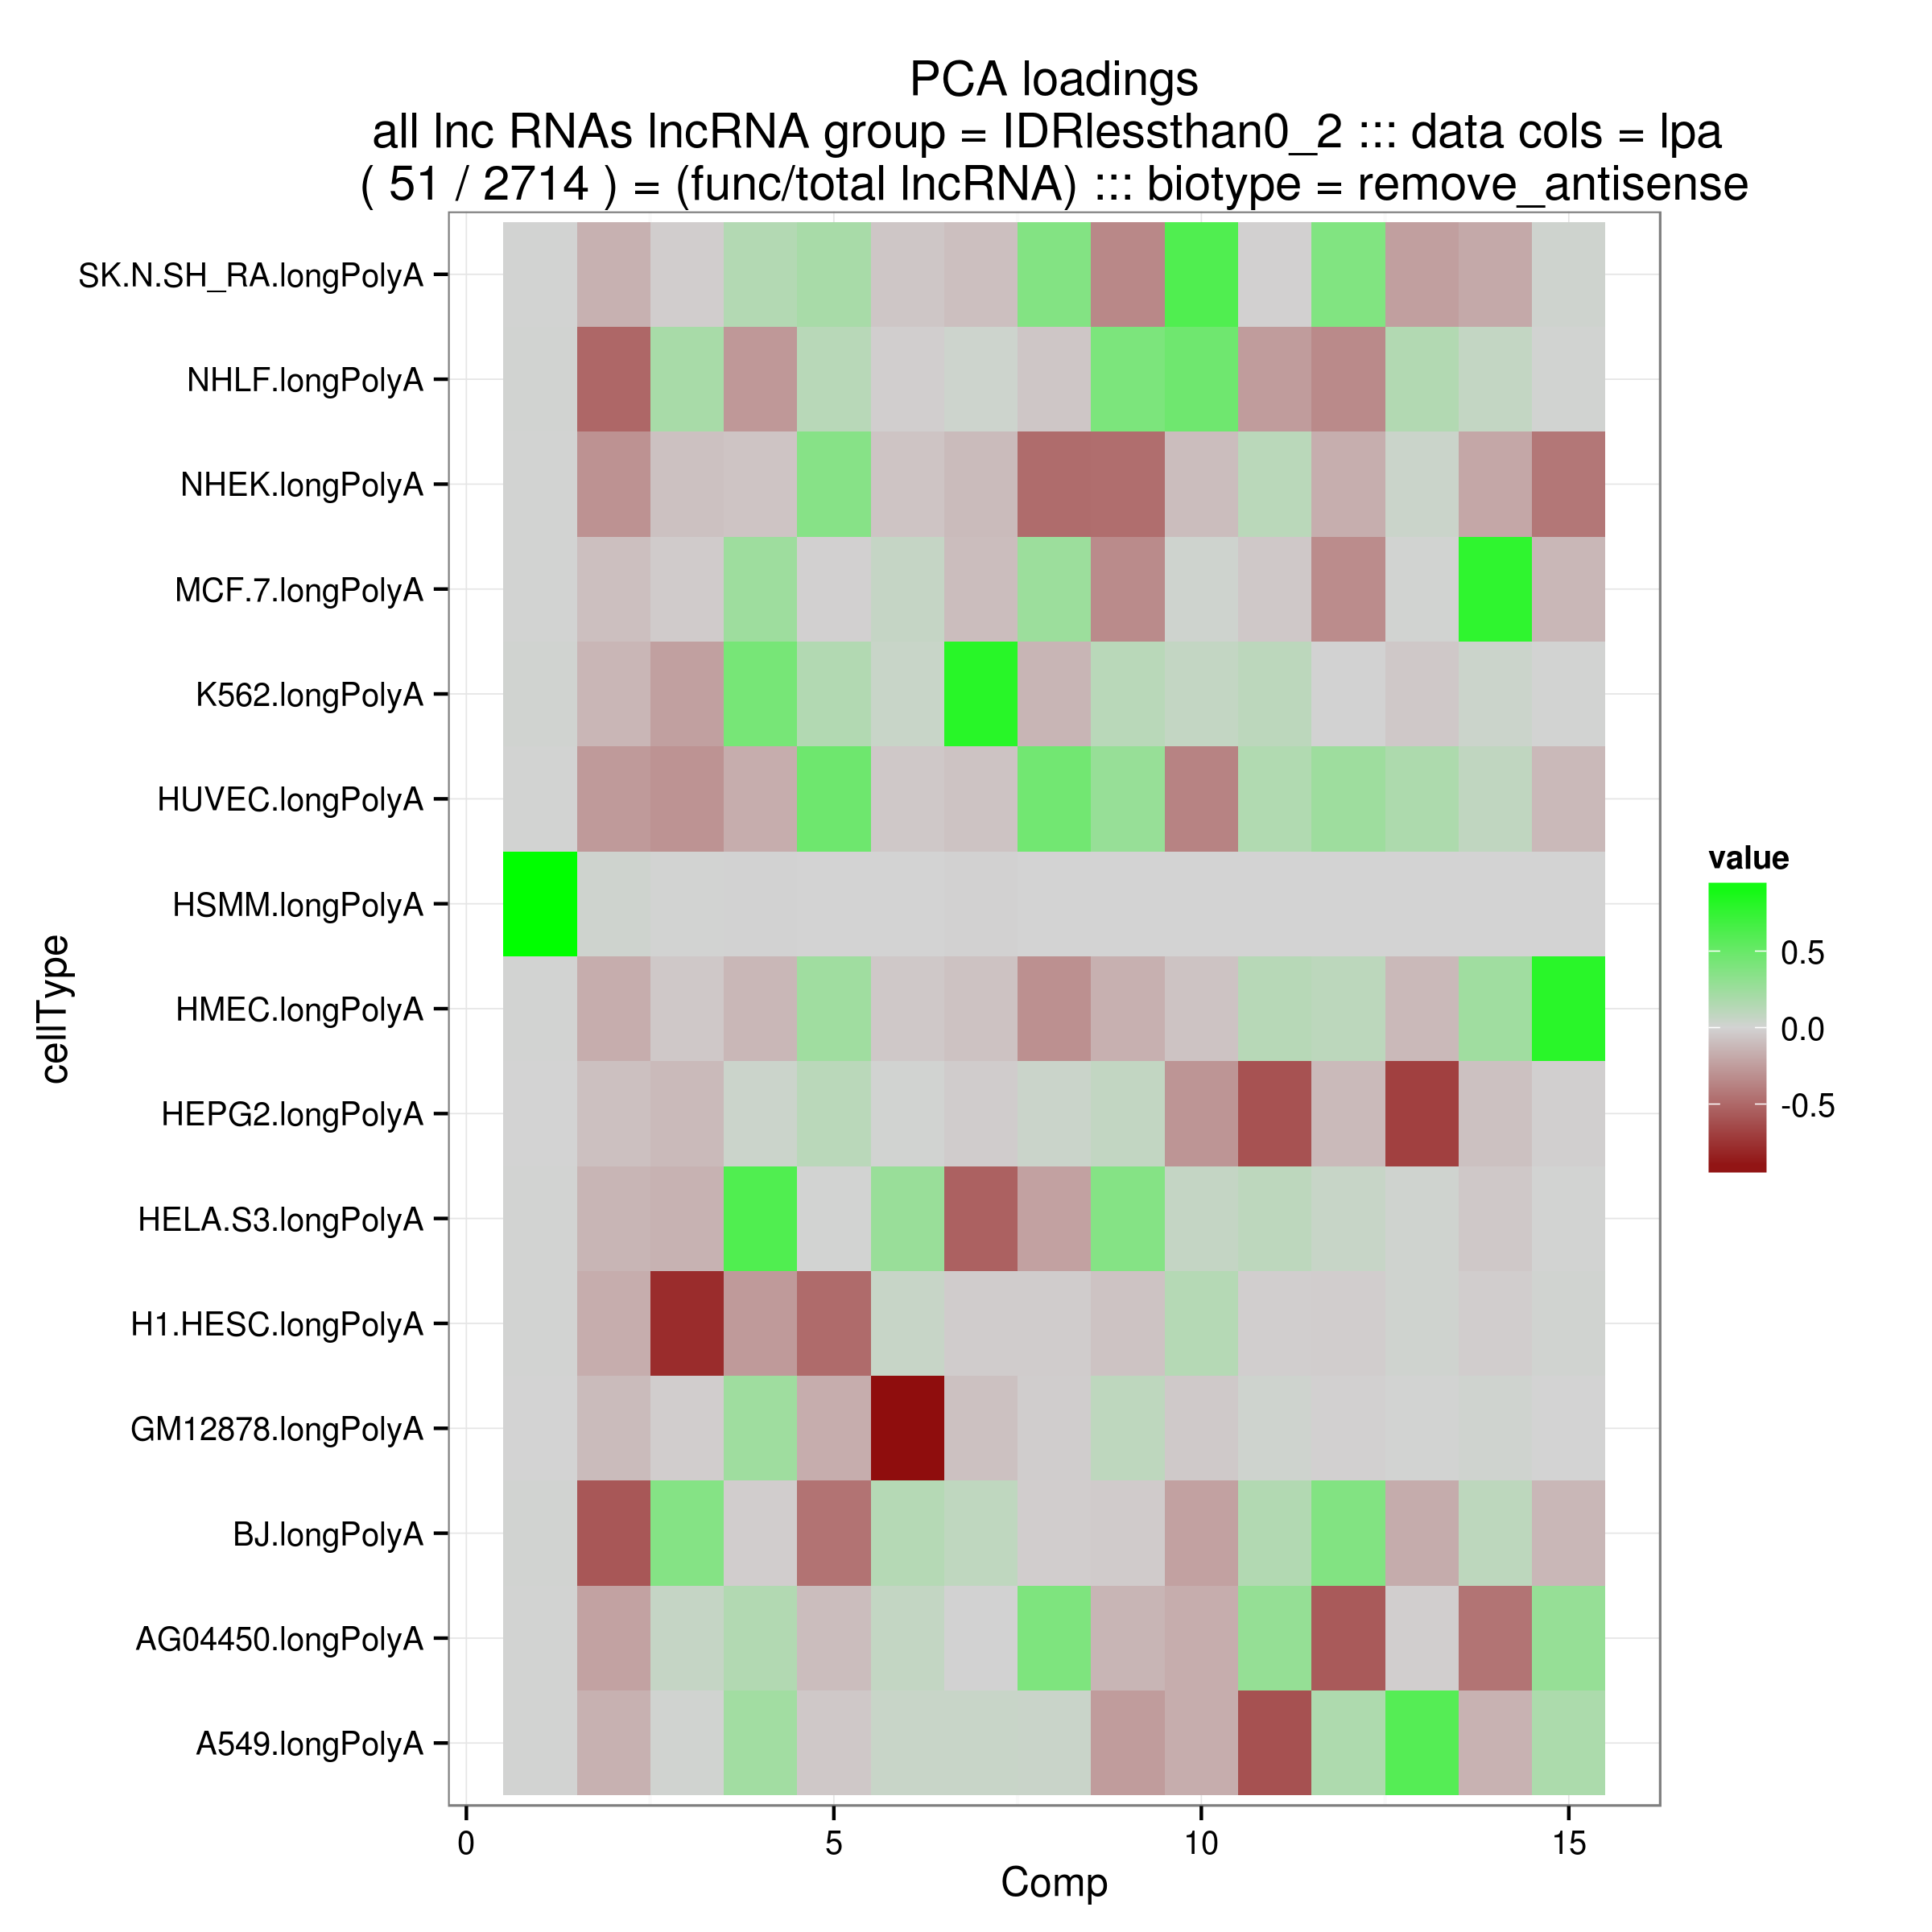 PCA loadings
all lnc RNAs lncRNA group = IDRlessthan0_2 ::: data cols = lpa
( 51 / 2714 ) = (func/total lncRNA) ::: biotype = remove_antisense
SK.N.SH_RA.longPolyA
NHLF.longPolyA
NHEK.longPolyA
MCF.7.longPolyA
K562.longPolyA
HUVEC.longPolyA
HSMM.longPolyA
HMEC.longPolyA
HEPG2.longPolyA
HELA.S3.longPolyA
H1.HESC.longPolyA
GM12878.longPolyA
BJ.longPolyA
AG04450.longPolyA
A549.longPolyA
cellType
0
5
10
15
Comp
value
0.5
0.0
-0.5